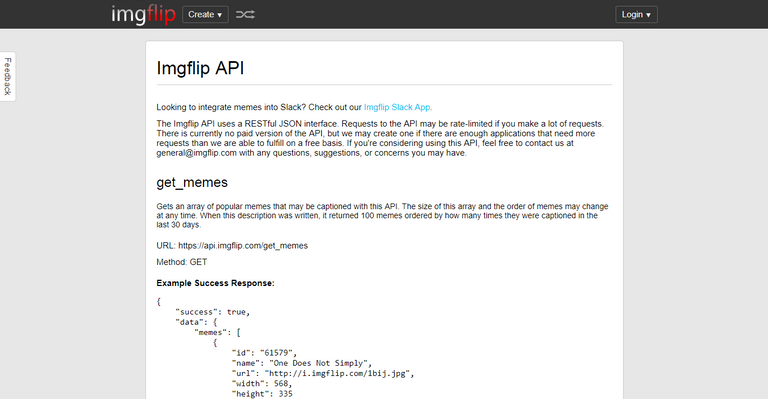 imgflip Create ▾ Login ▾
Feedback
Imgflip API
Looking to integrate memes into Slack? Check out our Imgflip Slack App.
The Imgflip API uses a RESTful JSON interface. Requests to the API may be rate-limited if you make a lot of requests.
There is currently no paid version of the API, but we may create one if there are enough applications that need more
requests than we are able to fulfill on a free basis. If you're considering using this API, feel free to contact us at
general@imgflip.com with any questions, suggestions, or concerns you may have.
get_memes
Gets an array of popular memes that may be captioned with this API. The size of this array and the order of memes may change
at any time. When this description was written, it returned 100 memes ordered by how many times they were captioned in the
last 30 days.
URL: https://api.imgflip.com/get_memes
Method: GET
Example Success Response:
{
    "success": true,
    "data": {
        "memes": [
            {
                "id": "61579",
                "name": "One Does Not Simply",
                "url": "http://i.imgflip.com/1bij.jpg",
                "width": 568,
                "height": 335